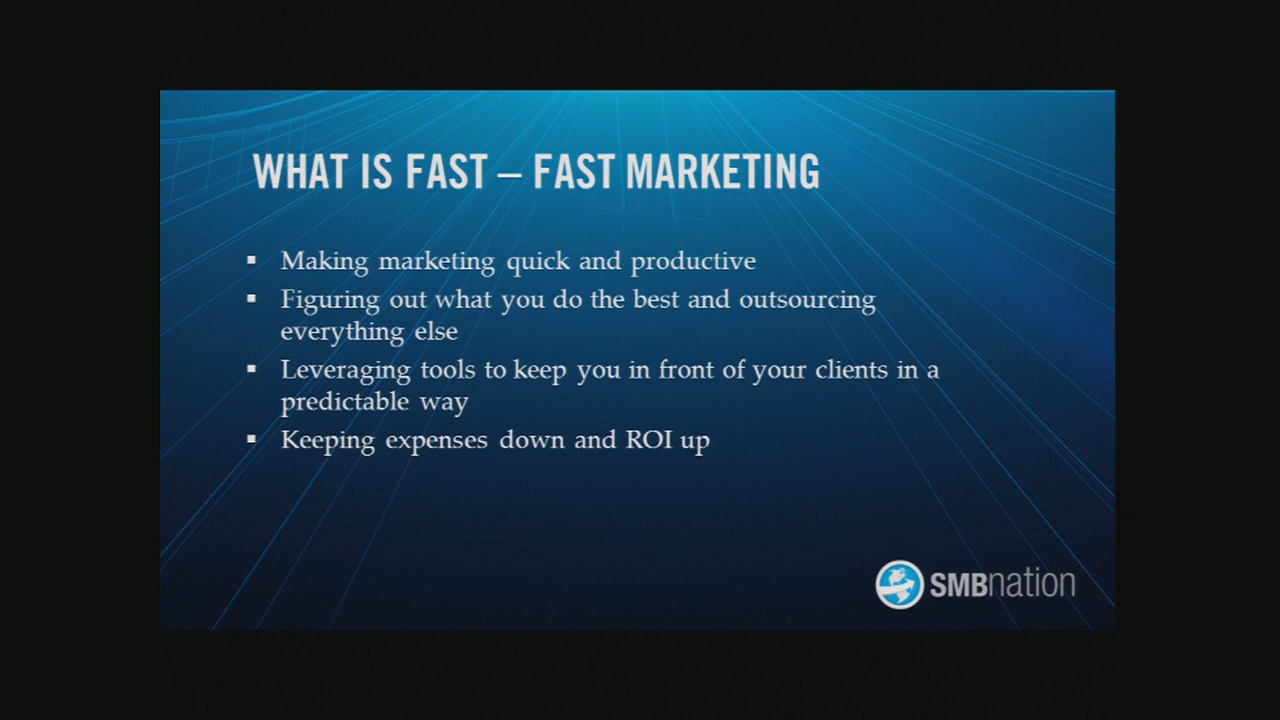 WHAT IS FAST – FAST MARKETING
▪ Making marketing quick and productive
▪ Figuring out what you do the best and outsourcing
everything else
▪ Leveraging tools to keep you in front of your clients in a
predictable way
▪ Keeping expenses down and ROI up
SMBnation